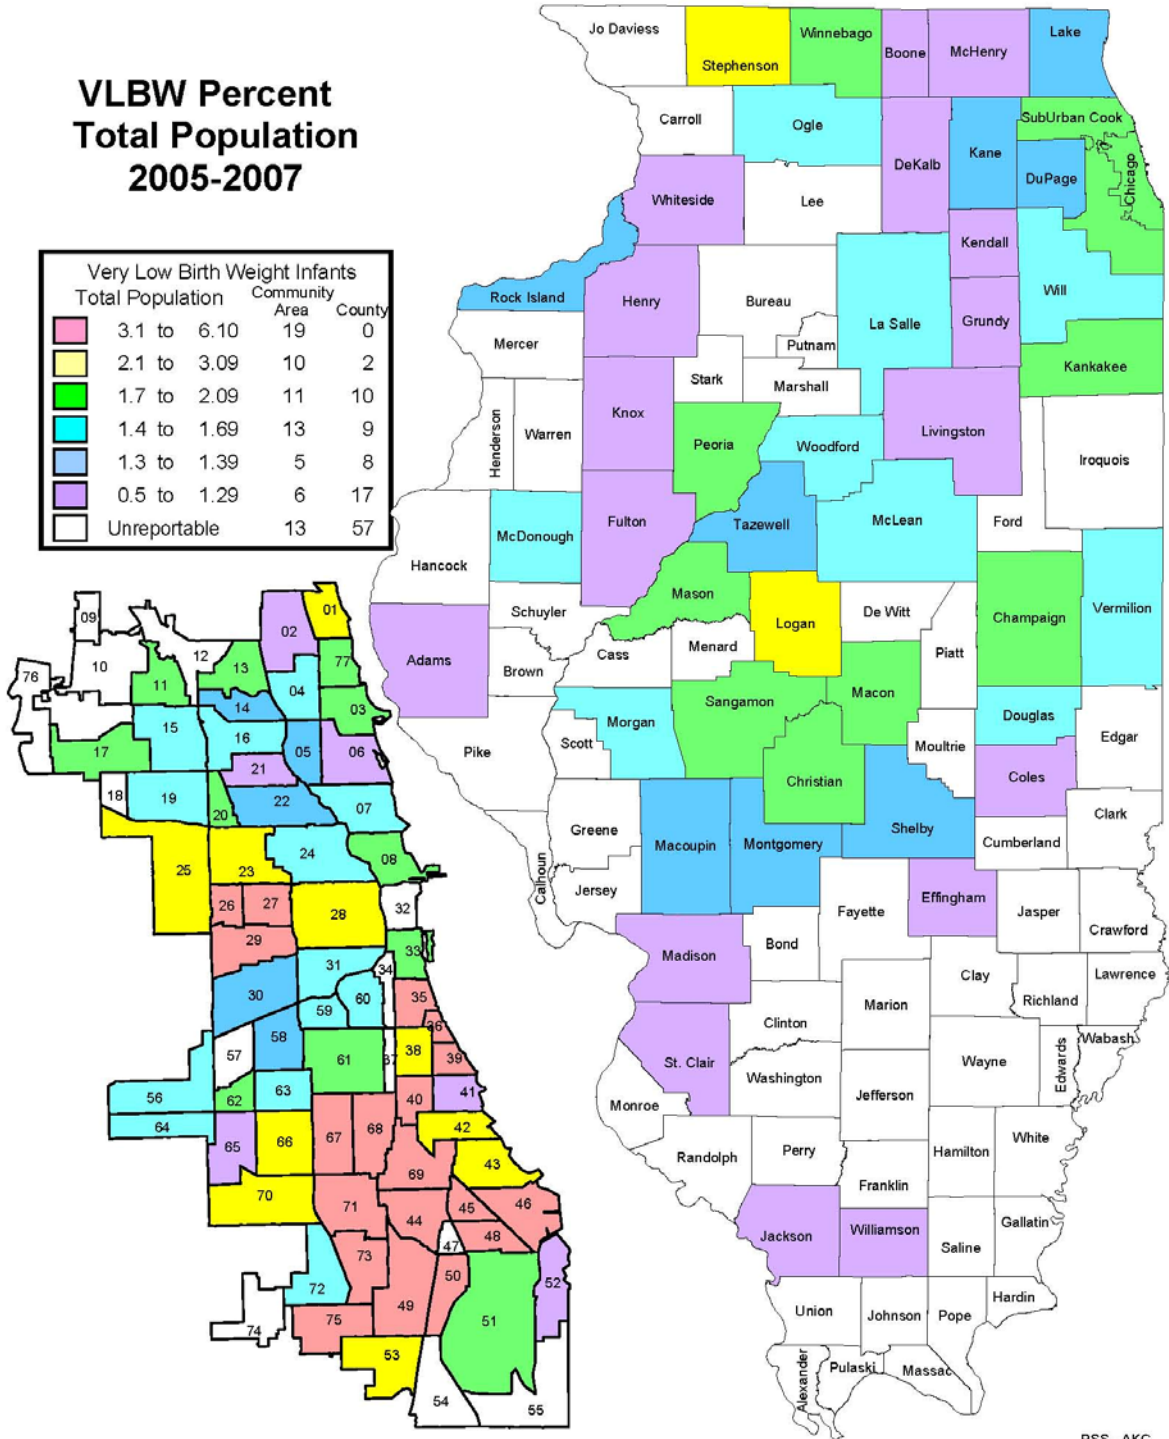 VLBW Percent
Total Population
2005-2007
Very Low Birth Weight Infants
Total Population Community Area County
3.1 to 6.10 19 0
2.1 to 3.09 10 2
1.7 to 2.09 11 10
1.4 to 1.69 13 9
1.3 to 1.39 5 8
0.5 to 1.29 6 17
Unreportable 13 57
Jo Daviess
Stephenson
Winnebago
Boone
McHenry
Lake
Carroll
Ogle
DeKalb
Kane
SubUrban Cook
DuPage
Chicago
Whiteside
Lee
Kendall
Rock Island
Henry
Bureau
La Salle
Grundy
Will
Mercer
Putnam
Stark
Marshall
Kankakee
Henderson
Warren
Knox
Peoria
Woodford
Livingston
Iroquois
Hancock
McDonough
Fulton
Tazewell
McLean
Ford
Schuyler
Mason
Logan
De Witt
Champaign
Vermilion
Adams
Brown
Cass
Menard
Piatt
Sangamon
Macon
Morgan
Scott
Douglas
Edgar
Pike
Moultrie
Christian
Coles
Shelby
Clark
Greene
Macoupin
Montgomery
Cumberland
Calhoun
Jersey
Fayette
Effingham
Jasper
Crawford
Madison
Bond
Clay
Lawrence
Marion
Richland
Clinton
St. Clair
Wayne
Edwards
Wabash
Washington
Monroe
Jefferson
Randolph
Perry
Hamilton
White
Franklin
Jackson
Williamson
Saline
Gallatin
Union
Johnson
Pope
Hardin
Alexander
Pulaski
Massac
01
02
09
10
12
11
13
77
76
04
14
03
15
16
05
06
17
21
18
19
20
22
07
24
08
25
23
26
27
28
32
29
33
31
34
30
60
35
59
36
58
38
57
61
37
39
56
62
63
40
41
64
65
66
67
68
42
43
69
70
71
44
45
46
47
48
73
50
52
72
49
51
74
75
53
54
55